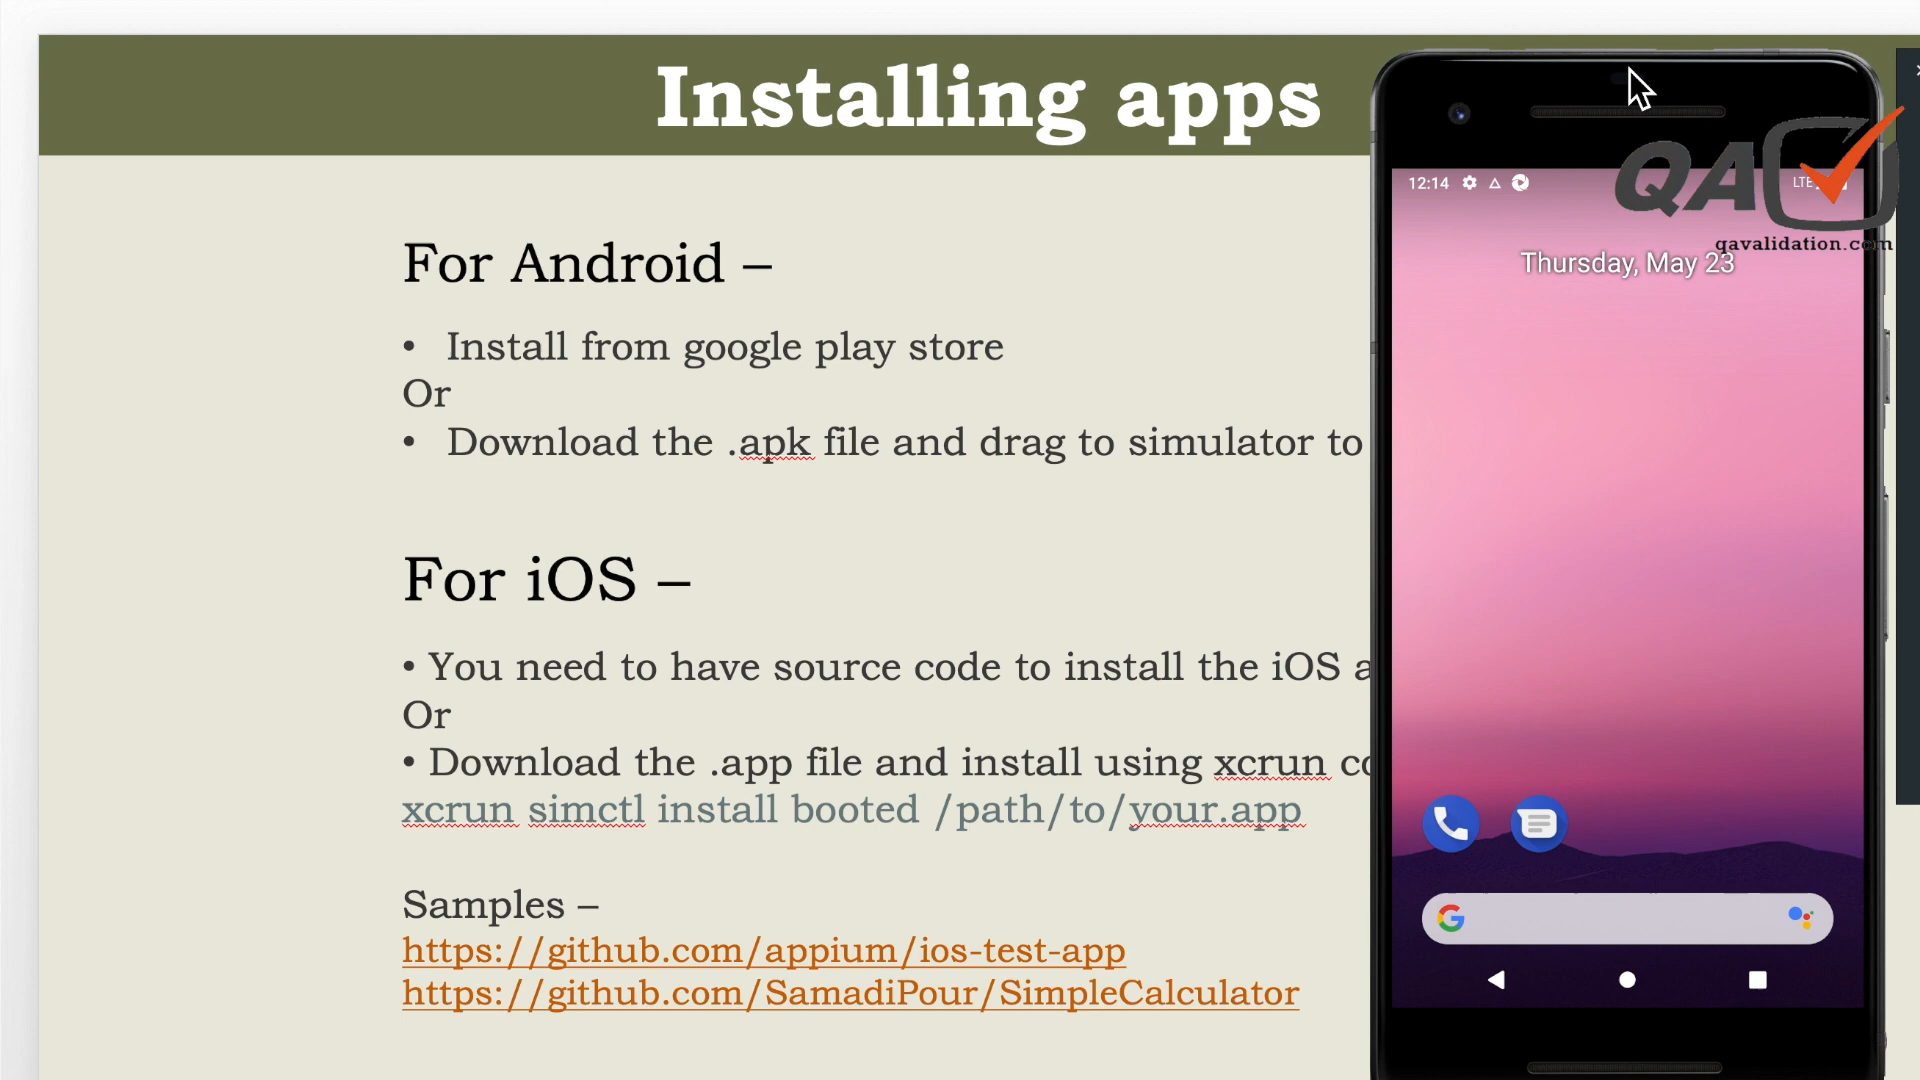 Installing apps
For Android –
• Install from google play store
Or
• Download the .apk file and drag to simulator to
For iOS –
• You need to have source code to install the iOS a
Or
• Download the .app file and install using xcrun co
xcrun simctl install booted /path/to/your.app
Samples –
https://github.com/appium/ios-test-app
https://github.com/SamadiPour/SimpleCalculator
12:14
LTE
QA
qavalidation.com
Thursday, May 23